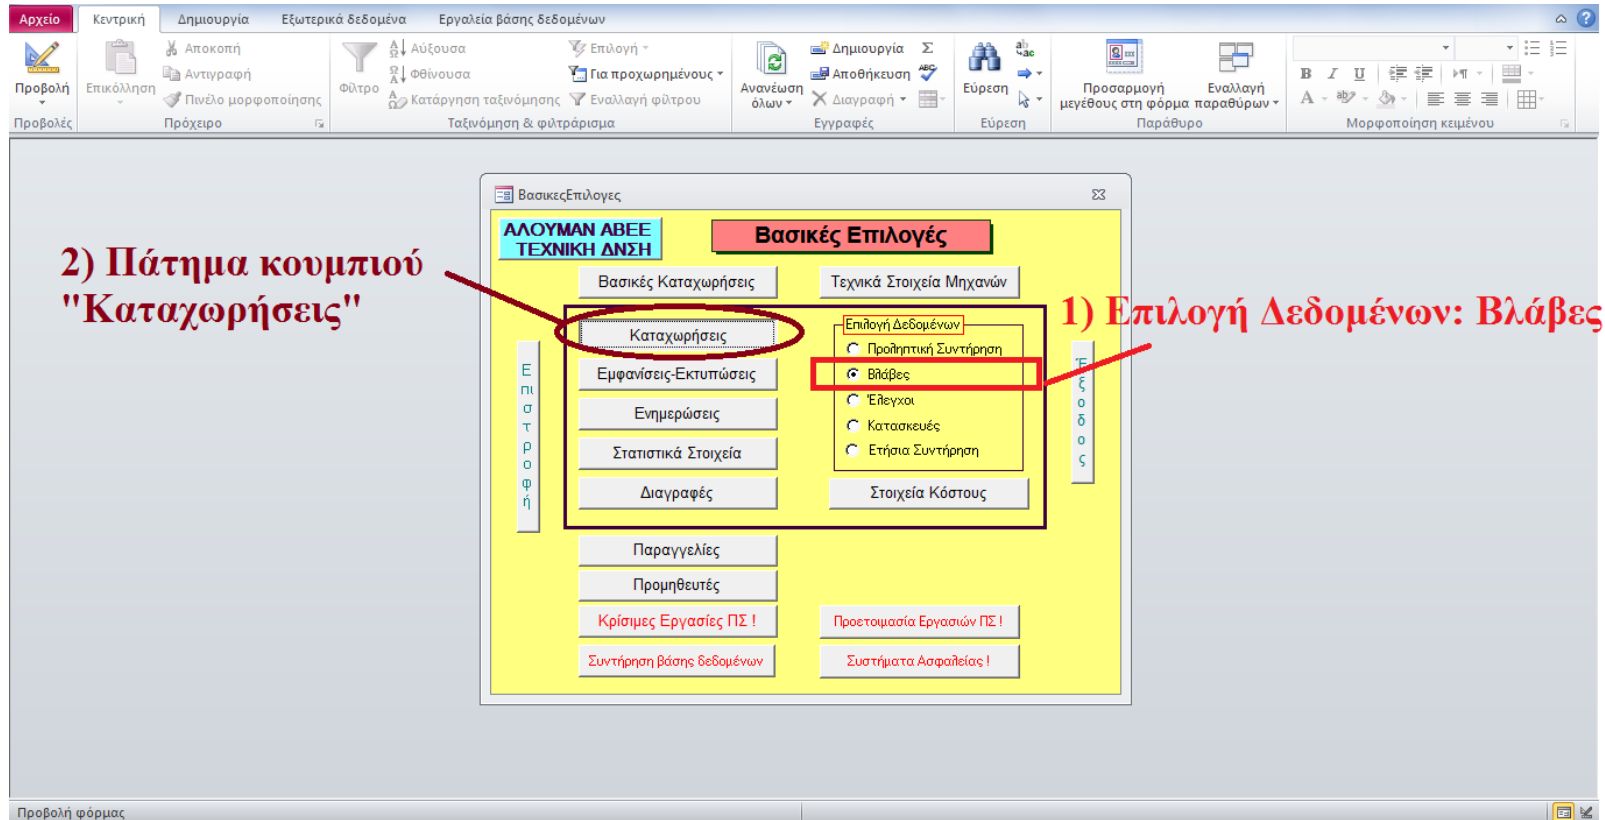 Αρχείο Κεντρική Δημιουργία Εξωτερικά δεδομένα Εργαλεία βάσης δεδομένων
Προβολή
Προβολές
Επικόλληση
Αποκοπή
Αντιγραφή
Πινέλο μορφοποίησης
Πρόχειρο
Φίλτρο
Αύξουσα
Φθίνουσα
Κατάργηση ταξινόμησης
Επιλογή
Για προχωρημένους
Εναλλαγή φίλτρου
Ταξινόμηση & φιλτράρισμα
Ανανέωση
όλων
Δημιουργία
Αποθήκευση
Διαγραφή
Εγγραφές
Εύρεση
Εύρεση
Προσαρμογή
μεγέθους στη φόρμα
Εναλλαγή
παραθύρων
Παράθυρο
Μορφοποίηση κειμένου
ΒασικεςΕπιλογες
ΑΛΟΥΜΑΝ ΑΒΕΕ
ΤΕΧΝΙΚΗ ΔΝΣΗ
Βασικές Επιλογές
Βασικές Καταχωρήσεις
Τεχνικά Στοιχεία Μηχανών
2) Πάτημα κουμπιού
"Καταχωρήσεις"
1) Επιλογή Δεδομένων: Βλάβες
Καταχωρήσεις
Εμφανίσεις-Εκτυπώσεις
Ενημερώσεις
Στατιστικά Στοιχεία
Διαγραφές
Επιλογή Δεδομένων
Προληπτική Συντήρηση
Βλάβες
Έλεγχοι
Κατασκευές
Ετήσια Συντήρηση
Στοιχεία Κόστους
Επιστροφή
Έξοδος
Παραγγελίες
Προμηθευτές
Κρίσιμες Εργασίες ΠΣ !
Προετοιμασία Εργασιών ΠΣ !
Συντήρηση βάσης δεδομένων
Συστήματα Ασφαλείας !
Προβολή φόρμας